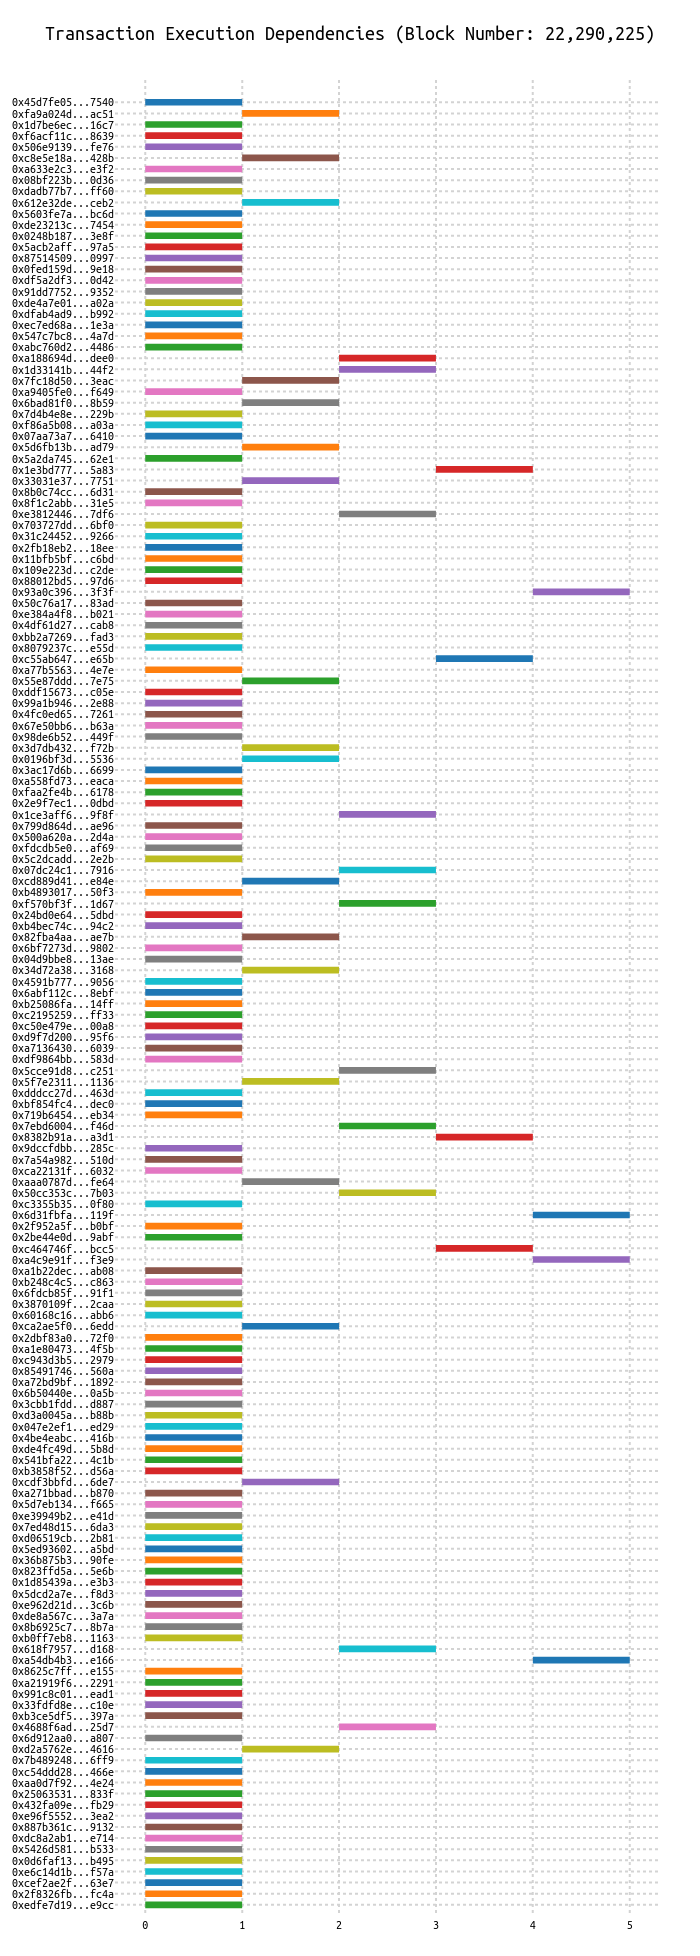 Transaction Execution Dependencies (Block Number: 22,290,225)
0x45d7fe05...7540
0xfa9a024d...ac51
0x1d7be6ec...16c7
0xf6acf11c...8639
0x506e9139...fe76
0xc8e5e18a...428b
0xa633e2c3...e3f2
0x08bf223b...0d36
0xdadb77b7...ff60
0x612e32de...ceb2
0x5603fe7a...bc6d
0xde23213c...7454
0x0248b187...3e8f
0x5acb2aff...97a5
0x87514509...0997
0x0fed159d...9e18
0xdf5a2df3...0d42
0x91dd7752...9352
0xde4a7e01...a02a
0xdfab4ad9...b992
0xec7ed68a...1e3a
0x547c7bc8...4a7d
0xabc760d2...4486
0xa188694d...dee0
0x1d33141b...44f2
0x7fc18d50...3eac
0xa9405fe0...f649
0x6bad81f0...8b59
0x7d4b4e8e...229b
0xf86a5b08...a03a
0x07aa73a7...6410
0x5d6fb13b...ad79
0x5a2da745...62e1
0x1e3bd777...5a83
0x33031e37...7751
0x8b0c74cc...6d31
0x8f1c2abb...31e5
0xe3812446...7df6
0x703727dd...6bf0
0x31c24452...9266
0x2fb18eb2...18ee
0x11bfb5bf...c6bd
0x109e223d...c2de
0x88012bd5...97d6
0x93a0c396...3f3f
0x50c76a17...83ad
0xe384a4f8...b021
0x4df61d27...cab8
0xbb2a7269...fad3
0x8079237c...e55d
0xc55ab647...e65b
0xa77b5563...4e7e
0x55e87ddd...7e75
0xddf15673...c05e
0x99a1b946...2e88
0x4fc0ed65...7261
0x67e50bb6...b63a
0x98de6b52...449f
0x3d7db432...f72b
0x0196bf3d...5536
0x3ac17d6b...6699
0xa558fd73...eaca
0xfaa2fe4b...6178
0x2e9f7ec1...0dbd
0x1ce3aff6...9f8f
0x799d864d...ae96
0x500a620a...2d4a
0xfdcdb5e0...af69
0x5c2dcadd...2e2b
0x07dc24c1...7916
0xcd889d41...e84e
0xb4893017...50f3
0xf570bf3f...1d67
0x24bd0e64...5dbd
0xb4bec74c...94c2
0x82fba4aa...ae7b
0x6bf7273d...9802
0x04d9bbe8...13ae
0x34d72a38...3168
0x4591b777...9056
0x6abf112c...8ebf
0xb25086fa...14ff
0xc2195259...ff33
0xc50e479e...00a8
0xd9f7d200...95f6
0xa7136430...6039
0xdf9864bb...583d
0x5cce91d8...c251
0x5f7e2311...1136
0xdddcc27d...463d
0xbf854fc4...dec0
0x719b6454...eb34
0x7ebd6004...f46d
0x8382b91a...a3d1
0x9dccfdbb...285c
0x7a54a982...510d
0xca22131f...6032
0xaaa0787d...fe64
0x50cc353c...7b03
0xc3355b35...0f80
0x6d31fbfa...119f
0x2f952a5f...b0bf
0x2be44e0d...9abf
0xc464746f...bcc5
0xa4c9e91f...f3e9
0xa1b22dec...ab08
0xb248c4c5...c863
0x6fdcb85f...91f1
0x3870109f...2caa
0x60168c16...abb6
0xca2ae5f0...6edd
0x2dbf83a0...72f0
0xa1e80473...4f5b
0xc943d3b5...2979
0x85491746...560a
0xa72bd9bf...1892
0x6b50440e...0a5b
0x3cbb1fdd...d887
0xd3a0045a...b88b
0x047e2ef1...ed29
0x4be4eabc...416b
0xde4fc49d...5b8d
0x541bfa22...4c1b
0xb3858f52...d56a
0xcdf3bbfd...6de7
0xa271bbad...b870
0x5d7eb134...f665
0xe39949b2...e41d
0x7ed48d15...6da3
0xd06519cb...2b81
0x5ed93602...a5bd
0x36b875b3...90fe
0x823ffd5a...5e6b
0x1d85439a...e3b3
0x5dcd2a7e...f8d3
0xe962d21d...3c6b
0xde8a567c...3a7a
0x8b6925c7...8b7a
0xb0ff7eb8...1163
0x618f7957...d168
0xa54db4b3...e166
0x8625c7ff...e155
0xa21919f6...2291
0x991c8c01...ead1
0x33fdfd8e...c10e
0xb3ce5df5...397a
0x4688f6ad...25d7
0x6d912aa0...a807
0xd2a5762e...4616
0x7b489248...6ff9
0xc54ddd28...466e
0xaa0d7f92...4e24
0x25063531...833f
0x432fa09e...fb29
0xe96f5552...3ea2
0x887b361c...9132
0xdc8a2ab1...e714
0x5426d581...b533
0x0d6faf13...b495
0xe6c14d1b...f57a
0xcef2ae2f...63e7
0x2f8326fb...fc4a
0xedfe7d19...e9cc
0 1 2 3 4 5